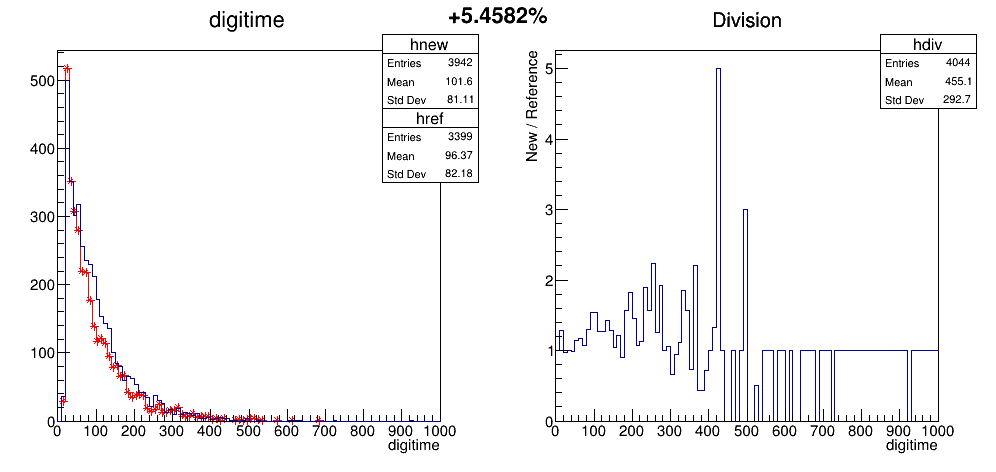 +5.4582%
digitime
hnew
Entries 3942
Mean 101.6
Std Dev 81.11
href
Entries 3399
Mean 96.37
Std Dev 82.18
500
400
300
200
100
0
0 100 200 300 400 500 600 700 800 900 1000
digitime
Division
hdiv
Entries 4044
Mean 455.1
Std Dev 292.7
New / Reference
5
4
3
2
1
0
0 100 200 300 400 500 600 700 800 900 1000
digitime